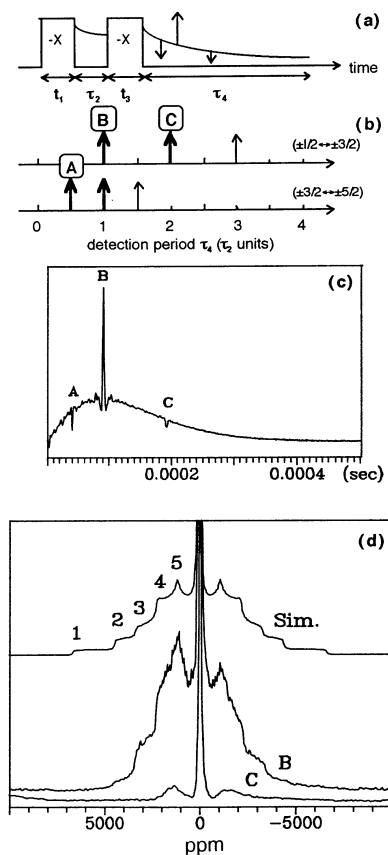 (a)
-X -X
time
t₁ τ₂ t₃ τ₄
(b)
B C
(±1/2↔±3/2)
A
(±3/2↔±5/2)
0 1 2 3 4
detection period τ₄ (τ₂ units)
(c)
B
A
C
0.0002 0.0004 (sec)
(d)
5
4
3
2
1
Sim.
B
C
5000 0 -5000
ppm